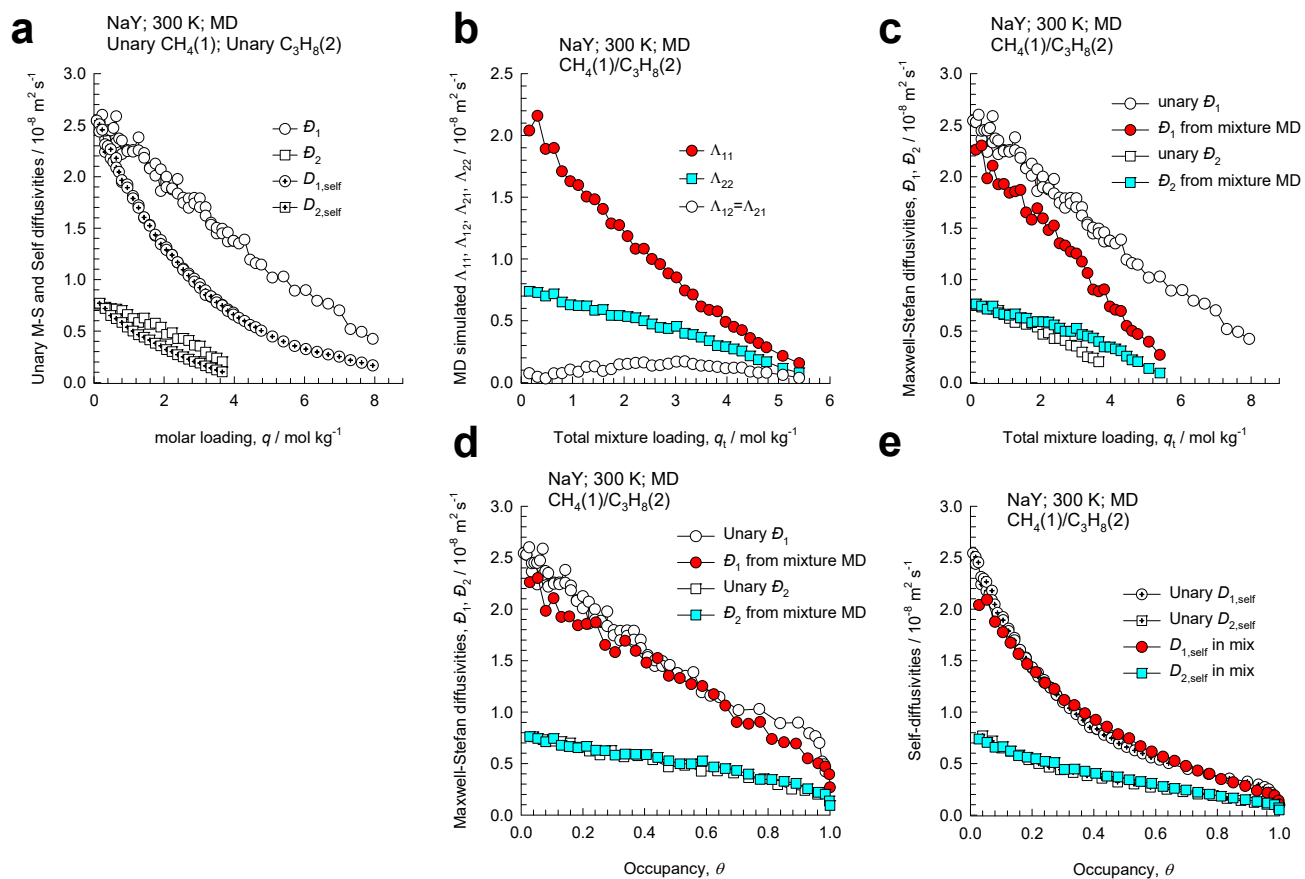 a
NaY; 300 K; MD
Unary CH4(1); Unary C3H8(2)
Unary M-S and Self diffusivities / 10-8 m2 s-1
3.0
2.5
2.0
1.5
1.0
0.5
0.0
Đ1
Đ2
D1,self
D2,self
0 2 4 6 8
molar loading, q / mol kg-1
b
NaY; 300 K; MD
CH4(1)/C3H8(2)
MD simulated Λ11, Λ12, Λ21, Λ22 / 10-8 m2 s-1
2.5
2.0
1.5
1.0
0.5
0.0
Λ11
Λ22
Λ12=Λ21
0 1 2 3 4 5 6
Total mixture loading, qt / mol kg-1
c
NaY; 300 K; MD
CH4(1)/C3H8(2)
Maxwell-Stefan diffusivities, Đ1, Đ2 / 10-8 m2 s-1
3.0
2.5
2.0
1.5
1.0
0.5
0.0
unary Đ1
Đ1 from mixture MD
unary Đ2
Đ2 from mixture MD
0 2 4 6 8
Total mixture loading, qt / mol kg-1
d
NaY; 300 K; MD
CH4(1)/C3H8(2)
Maxwell-Stefan diffusivities, Đ1, Đ2 / 10-8 m2 s-1
3.0
2.5
2.0
1.5
1.0
0.5
0.0
Unary Đ1
Đ1 from mixture MD
Unary Đ2
Đ2 from mixture MD
0.0 0.2 0.4 0.6 0.8 1.0
Occupancy, θ
e
NaY; 300 K; MD
CH4(1)/C3H8(2)
Self-diffusivities / 10-8 m2 s-1
3.0
2.5
2.0
1.5
1.0
0.5
0.0
Unary D1,self
Unary D2,self
D1,self in mix
D2,self in mix
0.0 0.2 0.4 0.6 0.8 1.0
Occupancy, θ